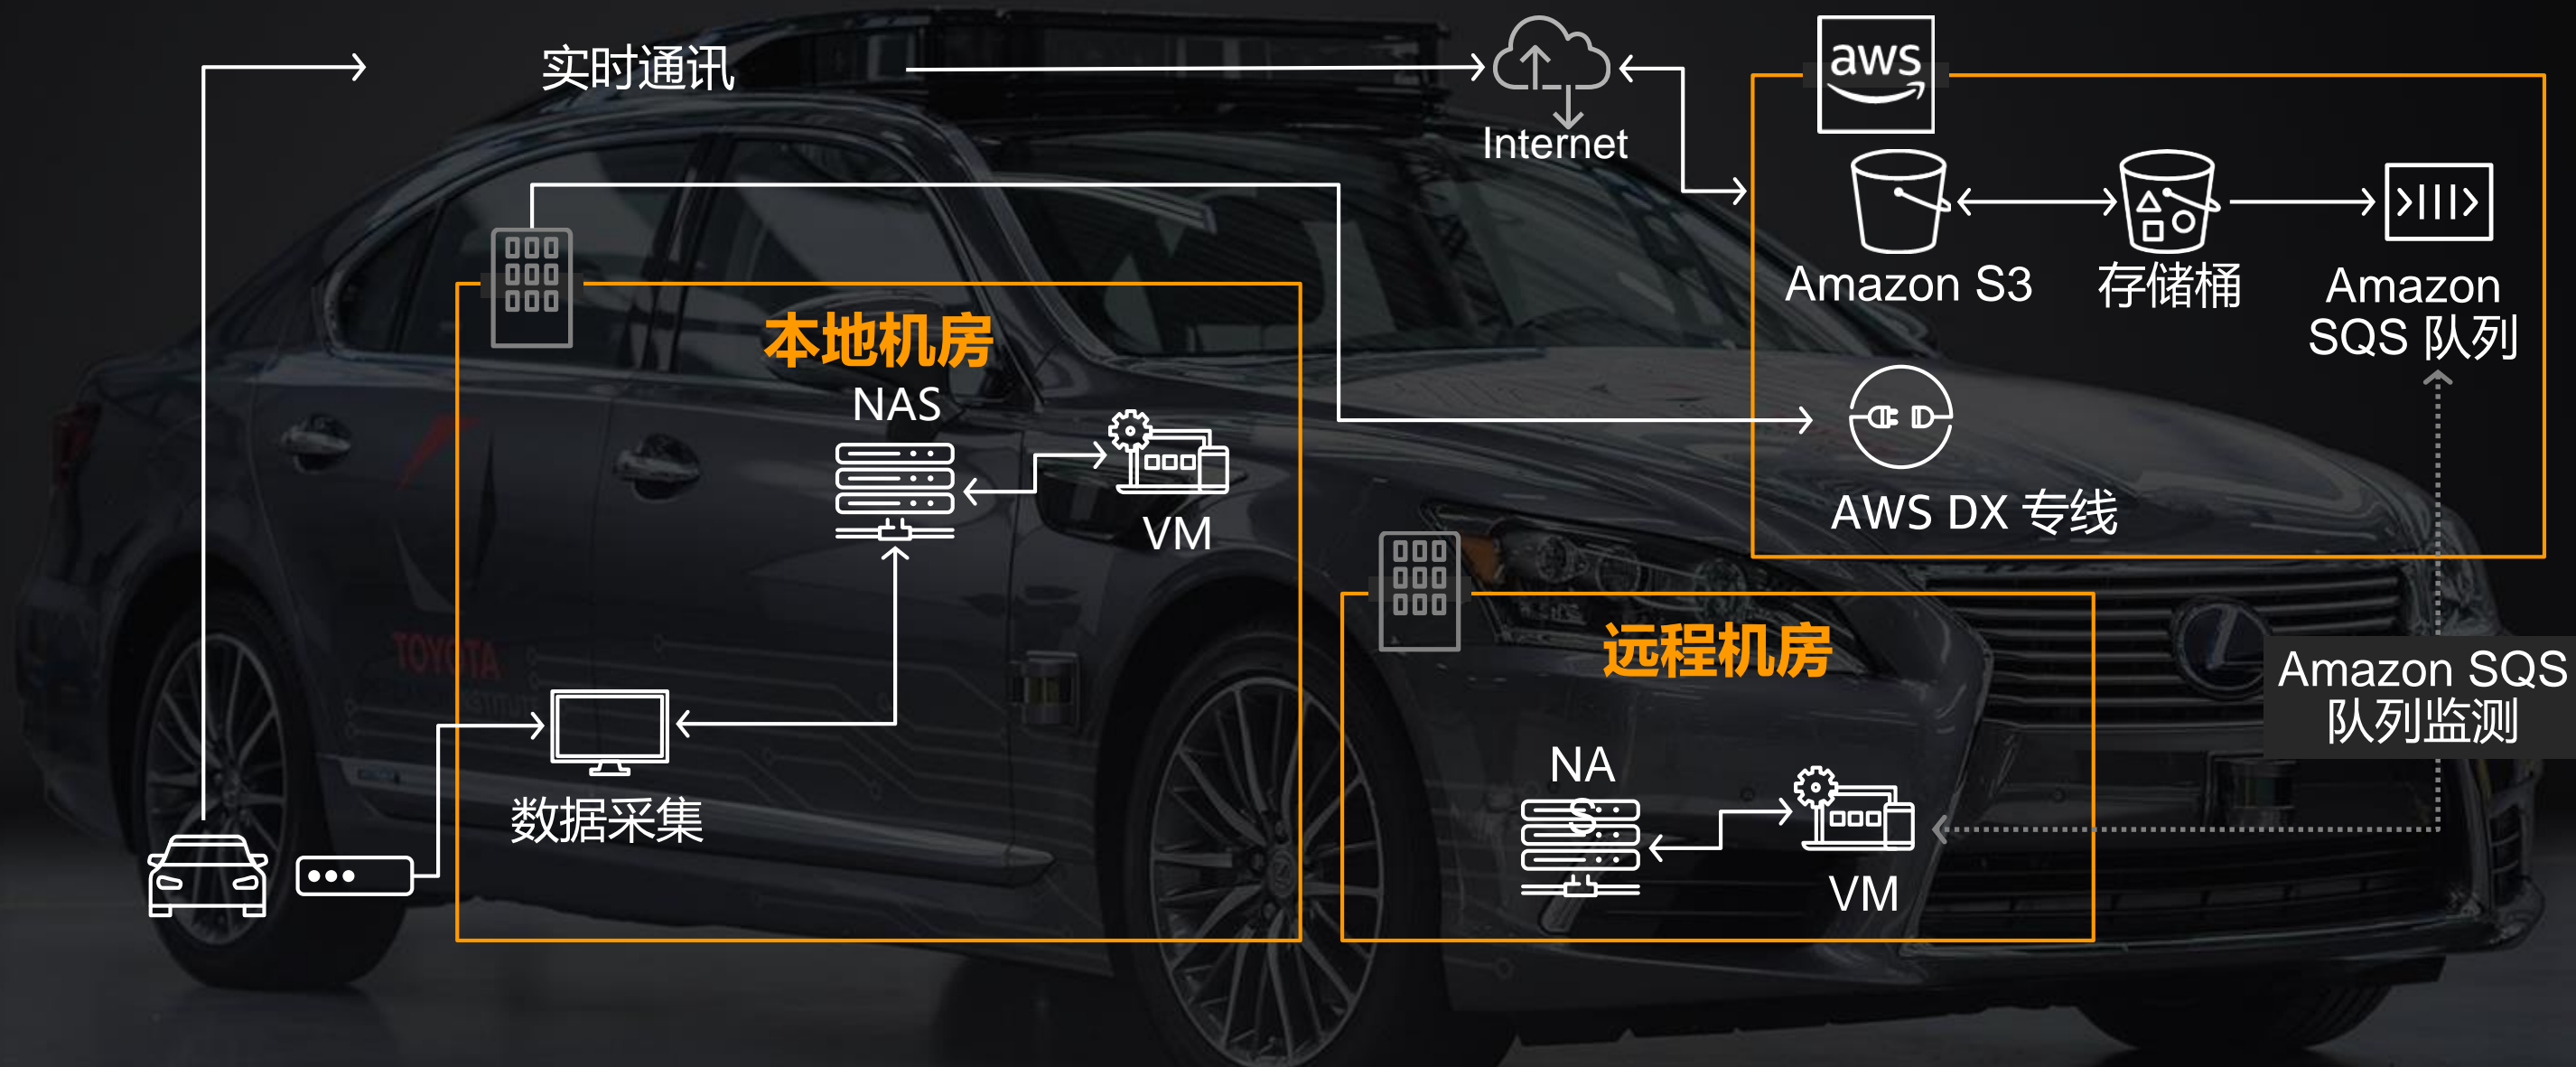 实时通讯
Internet
aws
Amazon S3
存储桶
Amazon
SQS 队列
本地机房
NAS
VM
AWS DX 专线
远程机房
Amazon SQS
队列监测
TOYOTA
数据采集
NA
S
VM